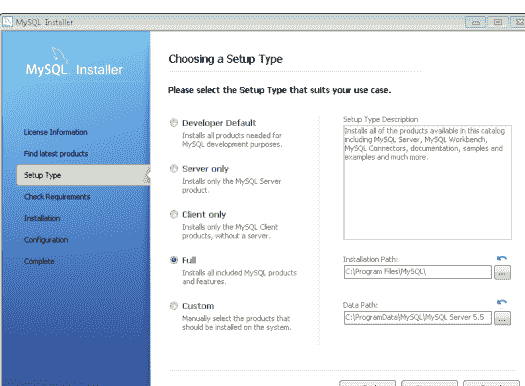 MySQL Installer
MySQL Installer
License Information
Find latest products
Setup Type
Check Requirements
Installation
Configuration
Complete
Choosing a Setup Type
Please select the Setup Type that suits your use case.
Developer Default
Installs all products needed for
MySQL development purposes.
Server only
Installs only the MySQL Server
product.
Client only
Installs only the MySQL Client
products, without a server.
Full
Installs all included MySQL products
and features.
Custom
Manually select the products that
should be installed on the system.
Setup Type Description
Installs all of the products available in this catalog
including MySQL Server, MySQL Workbench,
MySQL Connectors, documentation, samples and
examples and much more.
Installation Path:
C:\Program Files\MySQL\
...
Data Path:
C:\ProgramData\MySQL\MySQL Server 5.5
...